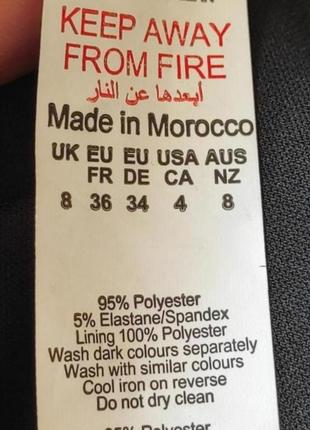 KEEP AWAY
FROM FIRE
أبعدها عن النار
Made in Morocco
UK EU EU USA AUS
FR DE CA NZ
8 36 34 4 8
95% Polyester
5% Elastane/Spandex
Lining 100% Polyester
Wash dark colours separately
Wash with similar colours
Cool iron on reverse
Do not dry clean